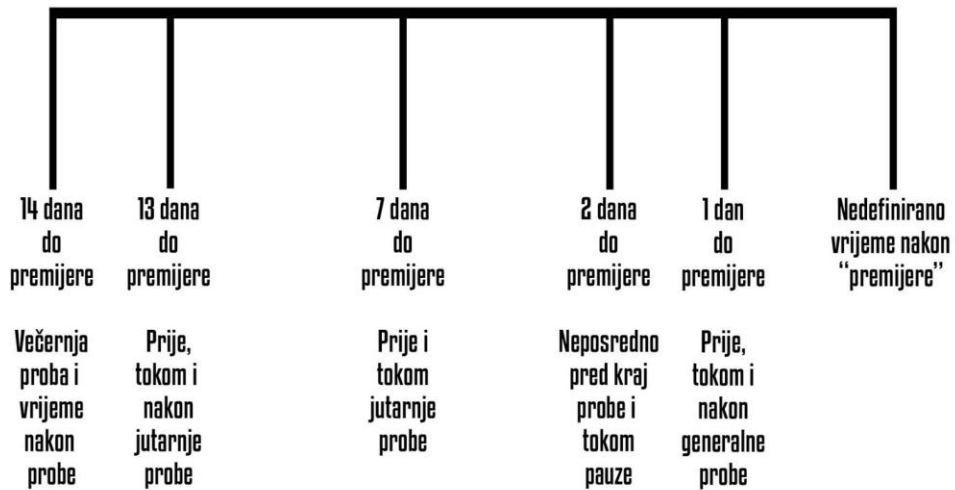 14 dana
do
premijere
Večernja
proba i
vrijeme
nakon
probe
13 dana
do
premijere
Prije,
tokom i
nakon
jutarnje
probe
7 dana
do
premijere
Prije i
tokom
jutarnje
probe
2 dana
do
premijere
Neposredno
pred kraj
probe i
tokom
pauze
1 dan
do
premijere
Prije,
tokom i
nakon
generalne
probe
Nedefinirano
vrijeme nakon
“premijere”